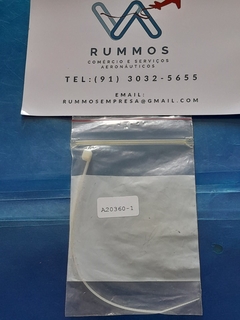 RUMMOS
COMÉRCIO E SERVIÇOS
AERONÁUTICOS
TEL:(91) 3032-5655
EMAIL:
RUMMOSEMPRESA@GMAIL.COM
A20360-1